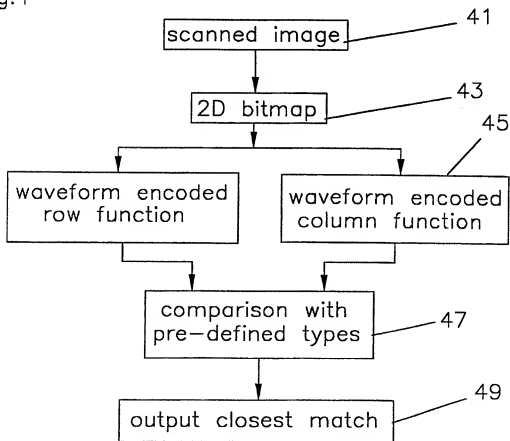 g.4
scanned image
41
2D bitmap
43
45
waveform encoded
row function
waveform encoded
column function
comparison with
pre-defined types
47
output closest match
49